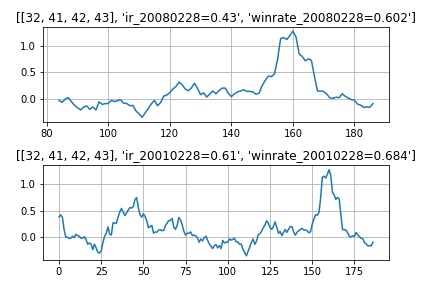 [[32, 41, 42, 43], 'ir_20080228=0.43', 'winrate_20080228=0.602']
1.0
0.5
0.0
80 100 120 140 160 180
[[32, 41, 42, 43], 'ir_20010228=0.61', 'winrate_20010228=0.684']
1.0
0.5
0.0
0 25 50 75 100 125 150 175